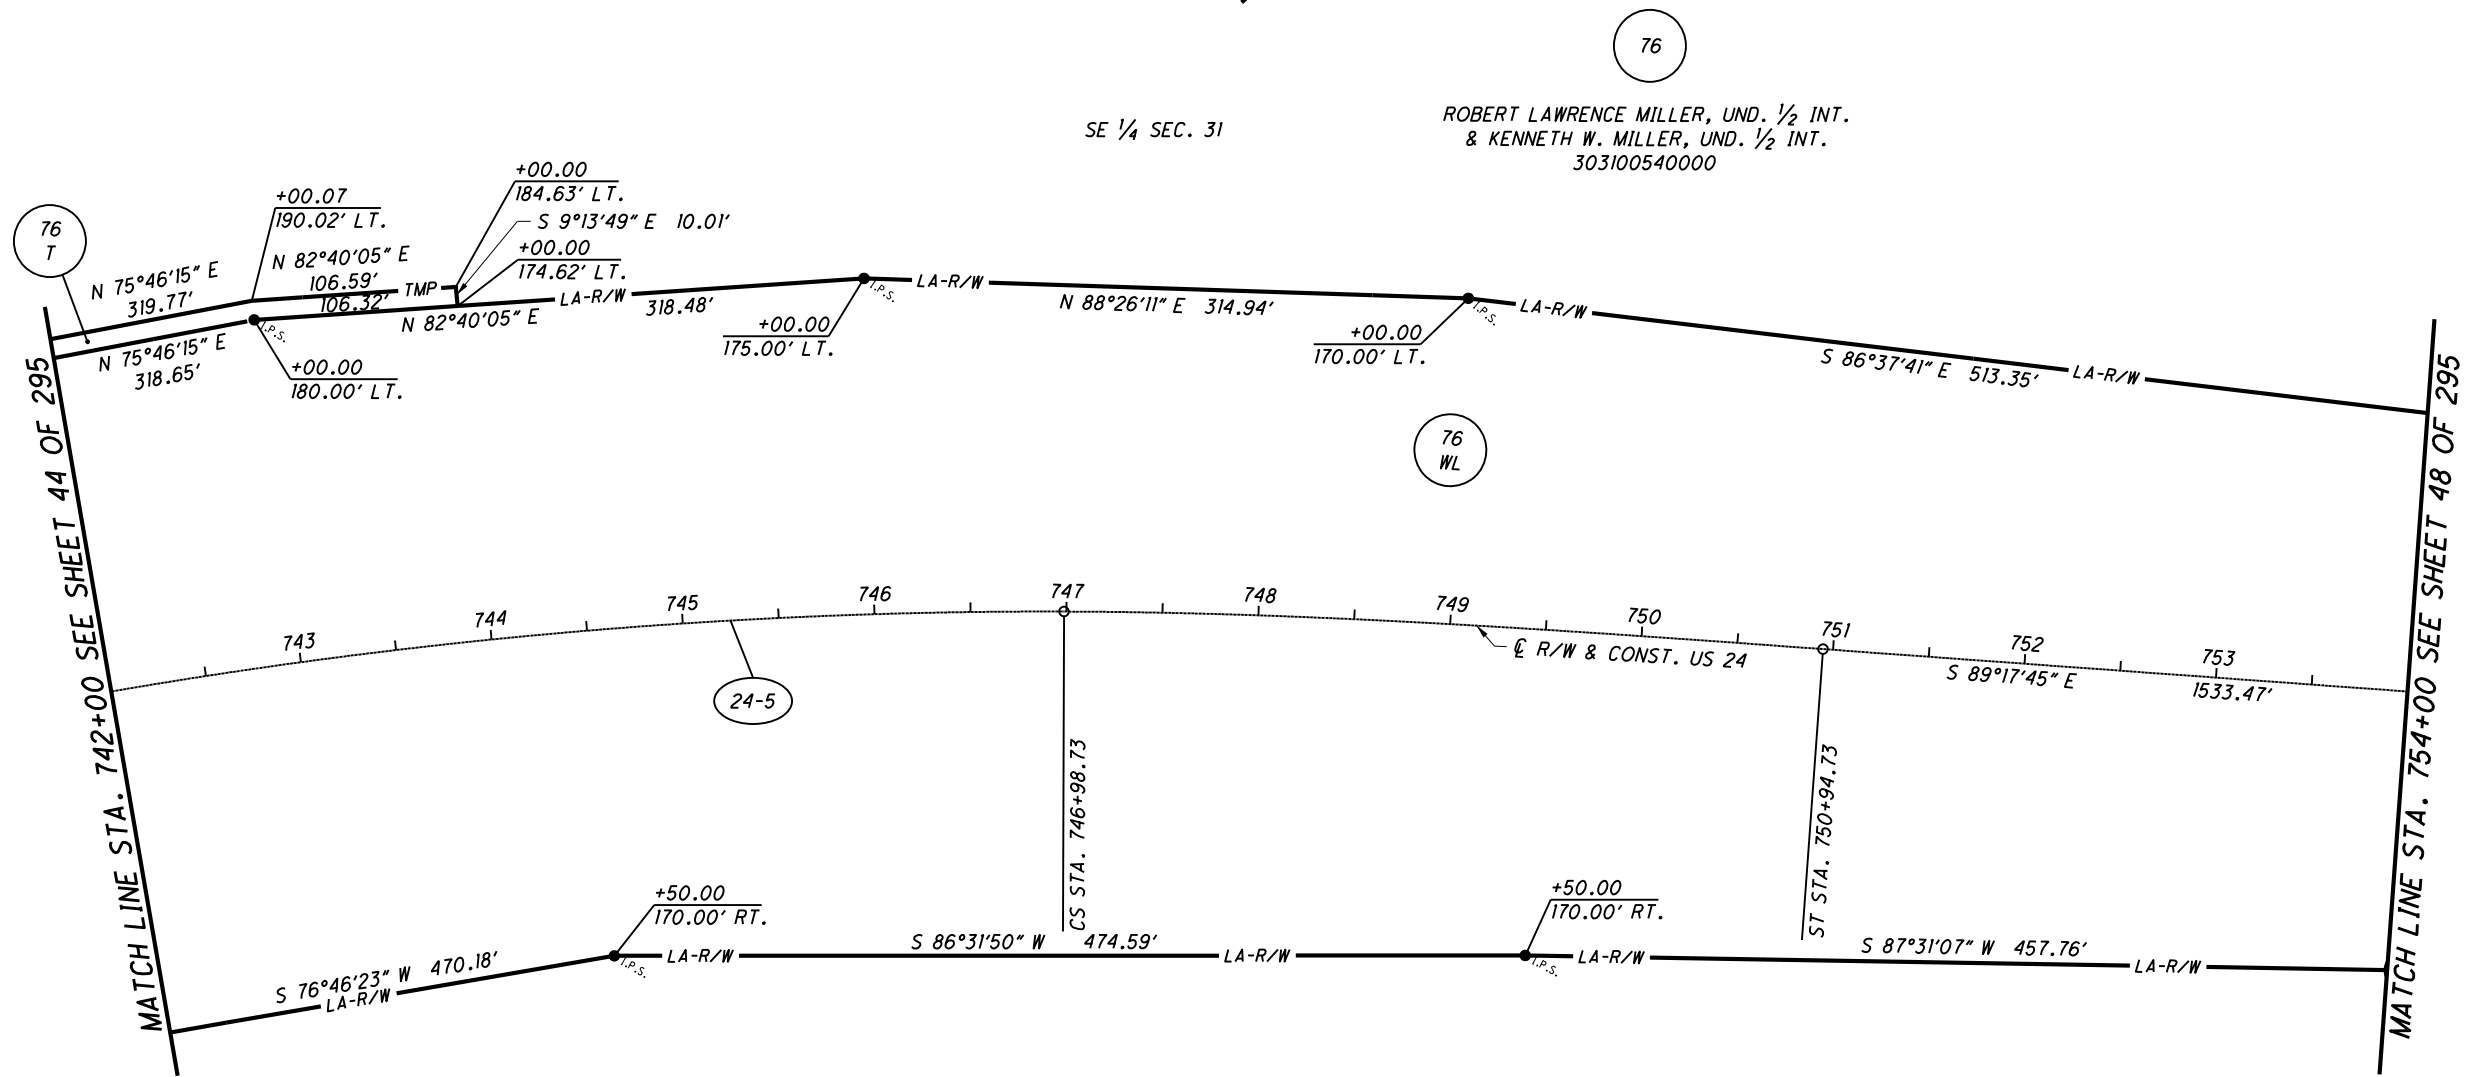 76
SE 1/4 SEC. 31
ROBERT LAWRENCE MILLER, UND. 1/2 INT.
& KENNETH W. MILLER, UND. 1/2 INT.
303100540000
76
T
+00.07
190.02' LT.
+00.00
184.63' LT.
S 9°13'49" E 10.01'
+00.00
174.62' LT.
N 75°46'15" E
319.77'
N 82°40'05" E
106.59'
TMP
106.32'
N 82°40'05" E
LA-R/W
318.48'
I.P.S.
N 75°46'15" E
318.65'
+00.00
180.00' LT.
I.P.S.
+00.00
175.00' LT.
LA-R/W
N 88°26'11" E 314.94'
I.P.S.
+00.00
170.00' LT.
LA-R/W
S 86°37'41" E 513.35'
LA-R/W
76
WL
MATCH LINE STA. 742+00 SEE SHEET 44 OF 295
743
744
745
746
747
748
749
750
751
752
753
24-5
℄ R/W & CONST. US 24
S 89°17'45" E
1533.47'
CS STA. 746+98.73
ST STA. 750+94.73
MATCH LINE STA. 754+00 SEE SHEET 48 OF 295
S 76°46'23" W 470.18'
LA-R/W
+50.00
170.00' RT.
I.P.S.
LA-R/W
S 86°31'50" W 474.59'
LA-R/W
+50.00
170.00' RT.
I.P.S.
LA-R/W
S 87°31'07" W 457.76'
LA-R/W